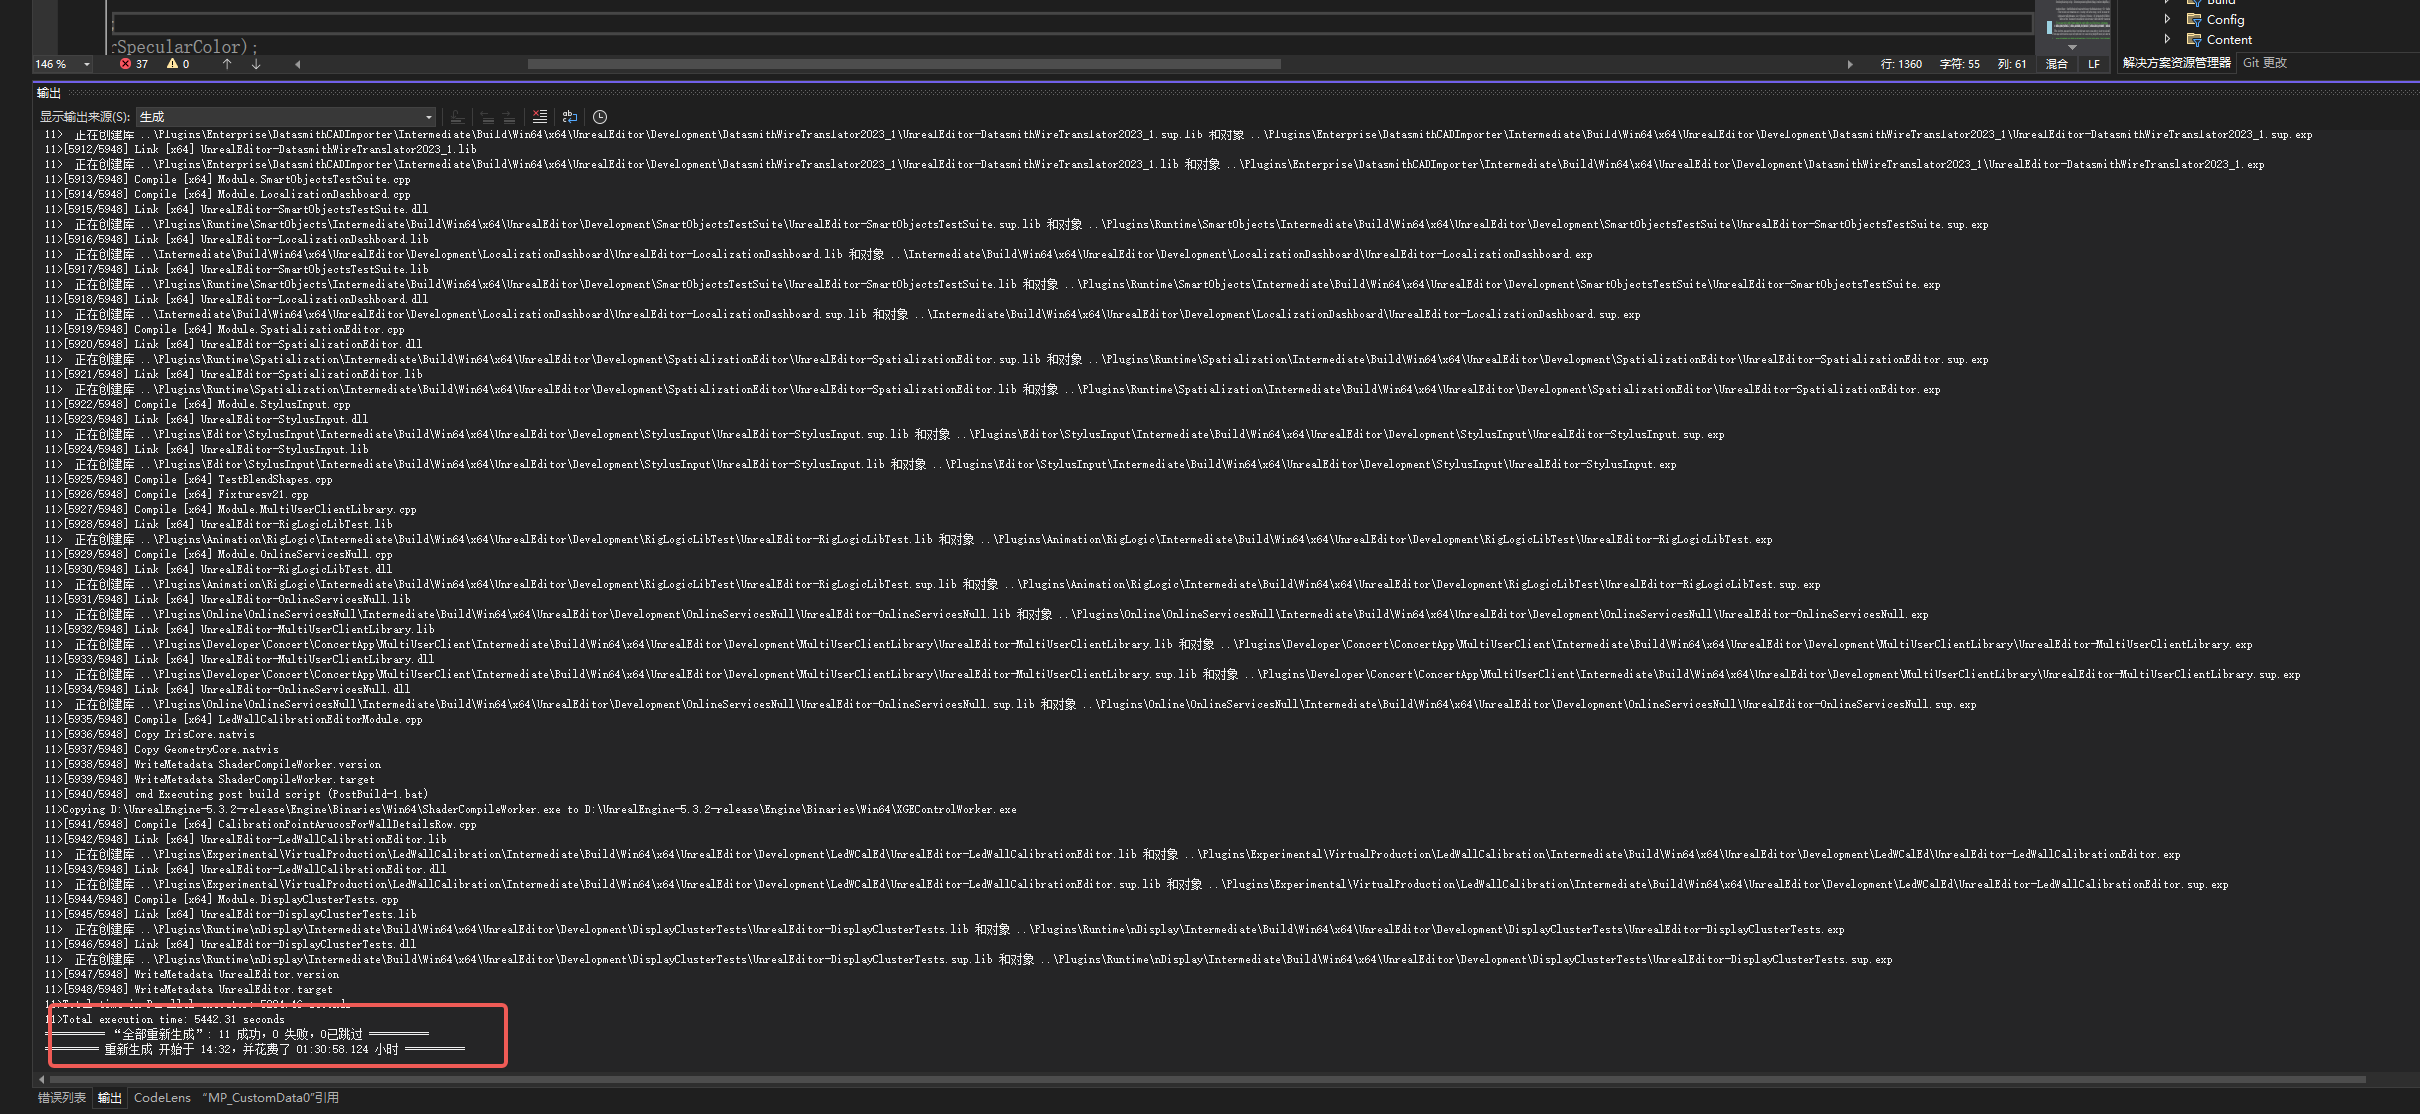 Build
Config
Content
:SpecularColor);
146 %
37
0
行: 1360
字符: 55
列: 61
混合
LF
解决方案资源管理器
Git 更改
输出
显示输出来源(S):
生成
11>  正在创建库 ..\Plugins\Enterprise\DatasmithCADImporter\Intermediate\Build\Win64\x64\UnrealEditor\Development\DatasmithWireTranslator2023_1\UnrealEditor-DatasmithWireTranslator2023_1.sup.lib 和对象 ..\Plugins\Enterprise\DatasmithCADImporter\Intermediate\Build\Win64\x64\UnrealEditor\Development\DatasmithWireTranslator2023_1\UnrealEditor-DatasmithWireTranslator2023_1.sup.exp
11>[5912/5948] Link [x64] UnrealEditor-DatasmithWireTranslator2023_1.lib
11>  正在创建库 ..\Plugins\Enterprise\DatasmithCADImporter\Intermediate\Build\Win64\x64\UnrealEditor\Development\DatasmithWireTranslator2023_1\UnrealEditor-DatasmithWireTranslator2023_1.lib 和对象 ..\Plugins\Enterprise\DatasmithCADImporter\Intermediate\Build\Win64\x64\UnrealEditor\Development\DatasmithWireTranslator2023_1\UnrealEditor-DatasmithWireTranslator2023_1.exp
11>[5913/5948] Compile [x64] Module.SmartObjectsTestSuite.cpp
11>[5914/5948] Compile [x64] Module.LocalizationDashboard.cpp
11>[5915/5948] Link [x64] UnrealEditor-SmartObjectsTestSuite.dll
11>  正在创建库 ..\Plugins\Runtime\SmartObjects\Intermediate\Build\Win64\x64\UnrealEditor\Development\SmartObjectsTestSuite\UnrealEditor-SmartObjectsTestSuite.sup.lib 和对象 ..\Plugins\Runtime\SmartObjects\Intermediate\Build\Win64\x64\UnrealEditor\Development\SmartObjectsTestSuite\UnrealEditor-SmartObjectsTestSuite.sup.exp
11>[5916/5948] Link [x64] UnrealEditor-LocalizationDashboard.lib
11>  正在创建库 ..\Intermediate\Build\Win64\x64\UnrealEditor\Development\LocalizationDashboard\UnrealEditor-LocalizationDashboard.lib 和对象 ..\Intermediate\Build\Win64\x64\UnrealEditor\Development\LocalizationDashboard\UnrealEditor-LocalizationDashboard.exp
11>[5917/5948] Link [x64] UnrealEditor-SmartObjectsTestSuite.lib
11>  正在创建库 ..\Plugins\Runtime\SmartObjects\Intermediate\Build\Win64\x64\UnrealEditor\Development\SmartObjectsTestSuite\UnrealEditor-SmartObjectsTestSuite.lib 和对象 ..\Plugins\Runtime\SmartObjects\Intermediate\Build\Win64\x64\UnrealEditor\Development\SmartObjectsTestSuite\UnrealEditor-SmartObjectsTestSuite.exp
11>[5918/5948] Link [x64] UnrealEditor-LocalizationDashboard.dll
11>  正在创建库 ..\Intermediate\Build\Win64\x64\UnrealEditor\Development\LocalizationDashboard\UnrealEditor-LocalizationDashboard.sup.lib 和对象 ..\Intermediate\Build\Win64\x64\UnrealEditor\Development\LocalizationDashboard\UnrealEditor-LocalizationDashboard.sup.exp
11>[5919/5948] Compile [x64] Module.SpatializationEditor.cpp
11>[5920/5948] Link [x64] UnrealEditor-SpatializationEditor.dll
11>  正在创建库 ..\Plugins\Runtime\Spatialization\Intermediate\Build\Win64\x64\UnrealEditor\Development\SpatializationEditor\UnrealEditor-SpatializationEditor.sup.lib 和对象 ..\Plugins\Runtime\Spatialization\Intermediate\Build\Win64\x64\UnrealEditor\Development\SpatializationEditor\UnrealEditor-SpatializationEditor.sup.exp
11>[5921/5948] Link [x64] UnrealEditor-SpatializationEditor.lib
11>  正在创建库 ..\Plugins\Runtime\Spatialization\Intermediate\Build\Win64\x64\UnrealEditor\Development\SpatializationEditor\UnrealEditor-SpatializationEditor.lib 和对象 ..\Plugins\Runtime\Spatialization\Intermediate\Build\Win64\x64\UnrealEditor\Development\SpatializationEditor\UnrealEditor-SpatializationEditor.exp
11>[5922/5948] Compile [x64] Module.StylusInput.cpp
11>[5923/5948] Link [x64] UnrealEditor-StylusInput.dll
11>  正在创建库 ..\Plugins\Editor\StylusInput\Intermediate\Build\Win64\x64\UnrealEditor\Development\StylusInput\UnrealEditor-StylusInput.sup.lib 和对象 ..\Plugins\Editor\StylusInput\Intermediate\Build\Win64\x64\UnrealEditor\Development\StylusInput\UnrealEditor-StylusInput.sup.exp
11>[5924/5948] Link [x64] UnrealEditor-StylusInput.lib
11>  正在创建库 ..\Plugins\Editor\StylusInput\Intermediate\Build\Win64\x64\UnrealEditor\Development\StylusInput\UnrealEditor-StylusInput.lib 和对象 ..\Plugins\Editor\StylusInput\Intermediate\Build\Win64\x64\UnrealEditor\Development\StylusInput\UnrealEditor-StylusInput.exp
11>[5925/5948] Compile [x64] TestBlendShapes.cpp
11>[5926/5948] Compile [x64] Fixturesv21.cpp
11>[5927/5948] Compile [x64] Module.MultiUserClientLibrary.cpp
11>[5928/5948] Link [x64] UnrealEditor-RigLogicLibTest.lib
11>  正在创建库 ..\Plugins\Animation\RigLogic\Intermediate\Build\Win64\x64\UnrealEditor\Development\RigLogicLibTest\UnrealEditor-RigLogicLibTest.lib 和对象 ..\Plugins\Animation\RigLogic\Intermediate\Build\Win64\x64\UnrealEditor\Development\RigLogicLibTest\UnrealEditor-RigLogicLibTest.exp
11>[5929/5948] Compile [x64] Module.OnlineServicesNull.cpp
11>[5930/5948] Link [x64] UnrealEditor-RigLogicLibTest.dll
11>  正在创建库 ..\Plugins\Animation\RigLogic\Intermediate\Build\Win64\x64\UnrealEditor\Development\RigLogicLibTest\UnrealEditor-RigLogicLibTest.sup.lib 和对象 ..\Plugins\Animation\RigLogic\Intermediate\Build\Win64\x64\UnrealEditor\Development\RigLogicLibTest\UnrealEditor-RigLogicLibTest.sup.exp
11>[5931/5948] Link [x64] UnrealEditor-OnlineServicesNull.lib
11>  正在创建库 ..\Plugins\Online\OnlineServicesNull\Intermediate\Build\Win64\x64\UnrealEditor\Development\OnlineServicesNull\UnrealEditor-OnlineServicesNull.lib 和对象 ..\Plugins\Online\OnlineServicesNull\Intermediate\Build\Win64\x64\UnrealEditor\Development\OnlineServicesNull\UnrealEditor-OnlineServicesNull.exp
11>[5932/5948] Link [x64] UnrealEditor-MultiUserClientLibrary.lib
11>  正在创建库 ..\Plugins\Developer\Concert\ConcertApp\MultiUserClient\Intermediate\Build\Win64\x64\UnrealEditor\Development\MultiUserClientLibrary\UnrealEditor-MultiUserClientLibrary.lib 和对象 ..\Plugins\Developer\Concert\ConcertApp\MultiUserClient\Intermediate\Build\Win64\x64\UnrealEditor\Development\MultiUserClientLibrary\UnrealEditor-MultiUserClientLibrary.exp
11>[5933/5948] Link [x64] UnrealEditor-MultiUserClientLibrary.dll
11>  正在创建库 ..\Plugins\Developer\Concert\ConcertApp\MultiUserClient\Intermediate\Build\Win64\x64\UnrealEditor\Development\MultiUserClientLibrary\UnrealEditor-MultiUserClientLibrary.sup.lib 和对象 ..\Plugins\Developer\Concert\ConcertApp\MultiUserClient\Intermediate\Build\Win64\x64\UnrealEditor\Development\MultiUserClientLibrary\UnrealEditor-MultiUserClientLibrary.sup.exp
11>[5934/5948] Link [x64] UnrealEditor-OnlineServicesNull.dll
11>  正在创建库 ..\Plugins\Online\OnlineServicesNull\Intermediate\Build\Win64\x64\UnrealEditor\Development\OnlineServicesNull\UnrealEditor-OnlineServicesNull.sup.lib 和对象 ..\Plugins\Online\OnlineServicesNull\Intermediate\Build\Win64\x64\UnrealEditor\Development\OnlineServicesNull\UnrealEditor-OnlineServicesNull.sup.exp
11>[5935/5948] Compile [x64] LedWallCalibrationEditorModule.cpp
11>[5936/5948] Copy IrisCore.natvis
11>[5937/5948] Copy GeometryCore.natvis
11>[5938/5948] WriteMetadata ShaderCompileWorker.version
11>[5939/5948] WriteMetadata ShaderCompileWorker.target
11>[5940/5948] cmd Executing post build script (PostBuild-1.bat)
11>Copying D:\UnrealEngine-5.3.2-release\Engine\Binaries\Win64\ShaderCompileWorker.exe to D:\UnrealEngine-5.3.2-release\Engine\Binaries\Win64\XGEControlWorker.exe
11>[5941/5948] Compile [x64] CalibrationPointArucosForWallDetailsRow.cpp
11>[5942/5948] Link [x64] UnrealEditor-LedWallCalibrationEditor.lib
11>  正在创建库 ..\Plugins\Experimental\VirtualProduction\LedWallCalibration\Intermediate\Build\Win64\x64\UnrealEditor\Development\LedWCalEd\UnrealEditor-LedWallCalibrationEditor.lib 和对象 ..\Plugins\Experimental\VirtualProduction\LedWallCalibration\Intermediate\Build\Win64\x64\UnrealEditor\Development\LedWCalEd\UnrealEditor-LedWallCalibrationEditor.exp
11>[5943/5948] Link [x64] UnrealEditor-LedWallCalibrationEditor.dll
11>  正在创建库 ..\Plugins\Experimental\VirtualProduction\LedWallCalibration\Intermediate\Build\Win64\x64\UnrealEditor\Development\LedWCalEd\UnrealEditor-LedWallCalibrationEditor.sup.lib 和对象 ..\Plugins\Experimental\VirtualProduction\LedWallCalibration\Intermediate\Build\Win64\x64\UnrealEditor\Development\LedWCalEd\UnrealEditor-LedWallCalibrationEditor.sup.exp
11>[5944/5948] Compile [x64] Module.DisplayClusterTests.cpp
11>[5945/5948] Link [x64] UnrealEditor-DisplayClusterTests.lib
11>  正在创建库 ..\Plugins\Runtime\nDisplay\Intermediate\Build\Win64\x64\UnrealEditor\Development\DisplayClusterTests\UnrealEditor-DisplayClusterTests.lib 和对象 ..\Plugins\Runtime\nDisplay\Intermediate\Build\Win64\x64\UnrealEditor\Development\DisplayClusterTests\UnrealEditor-DisplayClusterTests.exp
11>[5946/5948] Link [x64] UnrealEditor-DisplayClusterTests.dll
11>  正在创建库 ..\Plugins\Runtime\nDisplay\Intermediate\Build\Win64\x64\UnrealEditor\Development\DisplayClusterTests\UnrealEditor-DisplayClusterTests.sup.lib 和对象 ..\Plugins\Runtime\nDisplay\Intermediate\Build\Win64\x64\UnrealEditor\Development\DisplayClusterTests\UnrealEditor-DisplayClusterTests.sup.exp
11>[5947/5948] WriteMetadata UnrealEditor.version
11>[5948/5948] WriteMetadata UnrealEditor.target
11>Total execution time: 5442.31 seconds
========== “全部重新生成”: 11 成功，0 失败，0已跳过 ==========
========= 重新生成 开始于 14:32，并花费了 01:30:58.124 小时 ==========
错误列表
输出
CodeLens
“MP_CustomData0”引用